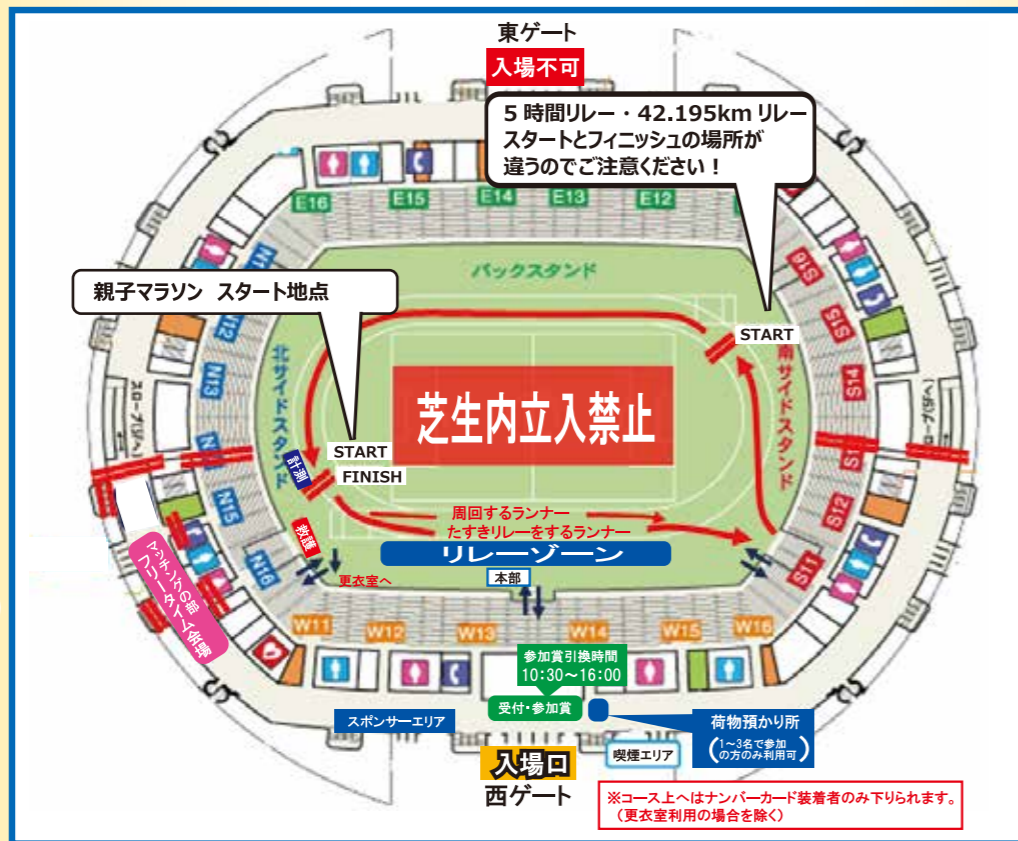 東ゲート
入場不可
5 時間リレー・42.195km リレー
スタートとフィニッシュの場所が
違うのでご注意ください！
E16
E15
E14
E13
E12
バックスタンド
親子マラソン スタート地点
START
S16
S15
S14
S12
S11
南サイドスタンド
N12
N13
N15
N16
北サイドスタンド
芝生内立入禁止
START
FINISH
計測
救護
周回するランナー
たすきリレーをするランナー
リレーゾーン
本部
更衣室へ
マッチングの部
フリータイム会場
W11
W12
W13
W14
W15
W16
参加賞引換時間
10:30～16:00
受付・参加賞
スポンサーエリア
荷物預かり所
(1～3名で参加
の方のみ利用可)
喫煙エリア
入場口
西ゲート
※コース上へはナンバーカード装着者のみ下りられます。
（更衣室利用の場合を除く）